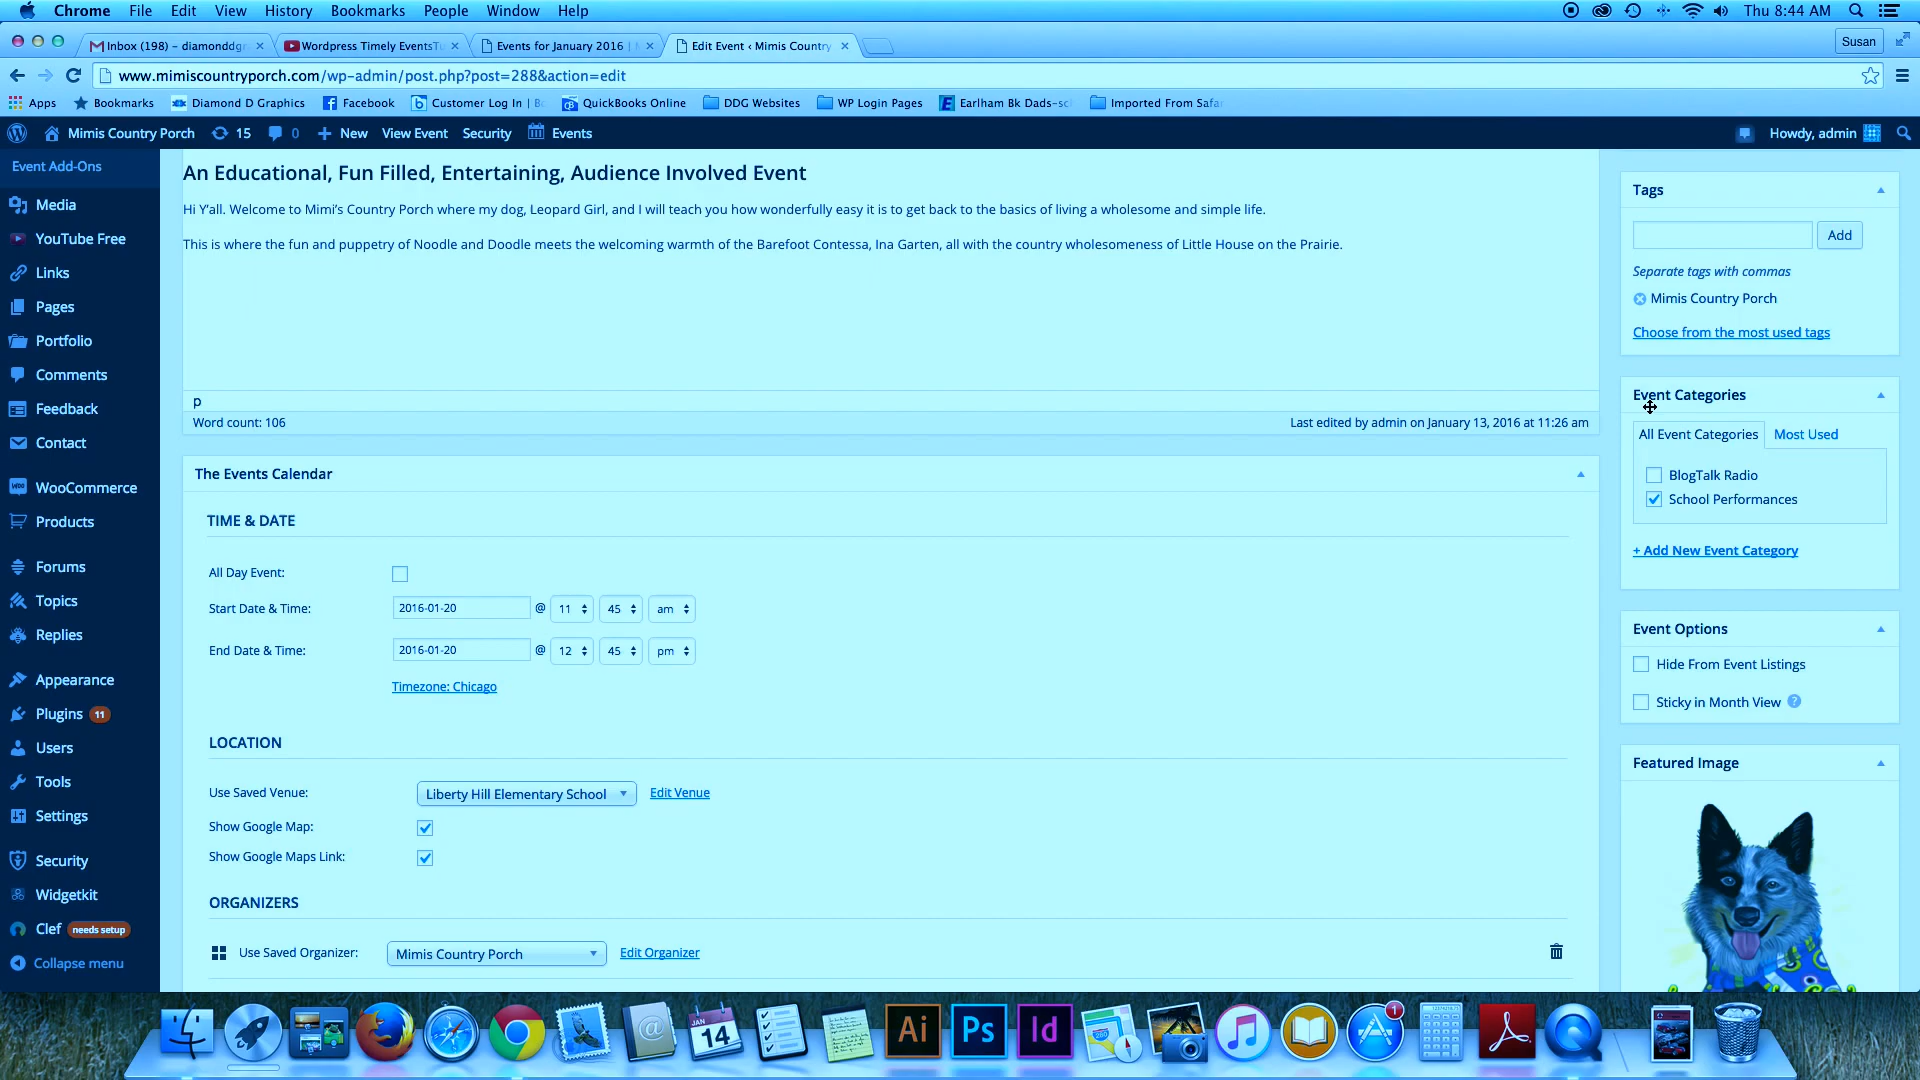 Chrome File Edit View History Bookmarks People Window Help Thu 8:44 AM
Inbox (198) – diamonddgr Wordpress Timely EventsTu Events for January 2016 | Edit Event ‹ Mimis Country Susan
www.mimiscountryporch.com/wp-admin/post.php?post=288&action=edit
Apps Bookmarks Diamond D Graphics Facebook Customer Log In | B QuickBooks Online DDG Websites WP Login Pages Earlham Bk Dads-sc Imported From Safar
Mimis Country Porch 15 0 + New View Event Security Events Howdy, admin
Event Add-Ons
Media
YouTube Free
Links
Pages
Portfolio
Comments
Feedback
Contact
WooCommerce
Products
Forums
Topics
Replies
Appearance
Plugins 11
Users
Tools
Settings
Security
Widgetkit
Clef needs setup
Collapse menu
An Educational, Fun Filled, Entertaining, Audience Involved Event
Hi Y'all. Welcome to Mimi's Country Porch where my dog, Leopard Girl, and I will teach you how wonderfully easy it is to get back to the basics of living a wholesome and simple life.
This is where the fun and puppetry of Noodle and Doodle meets the welcoming warmth of the Barefoot Contessa, Ina Garten, all with the country wholesomeness of Little House on the Prairie.
p
Word count: 106 Last edited by admin on January 13, 2016 at 11:26 am
The Events Calendar
TIME & DATE
All Day Event:
Start Date & Time: 2016-01-20 @ 11 45 am
End Date & Time: 2016-01-20 @ 12 45 pm
Timezone: Chicago
LOCATION
Use Saved Venue: Liberty Hill Elementary School Edit Venue
Show Google Map:
Show Google Maps Link:
ORGANIZERS
Use Saved Organizer: Mimis Country Porch Edit Organizer
Tags
Add
Separate tags with commas
Mimis Country Porch
Choose from the most used tags
Event Categories
All Event Categories Most Used
BlogTalk Radio
School Performances
+ Add New Event Category
Event Options
Hide From Event Listings
Sticky in Month View ?
Featured Image
JAN 14 Ai Ps Id 1